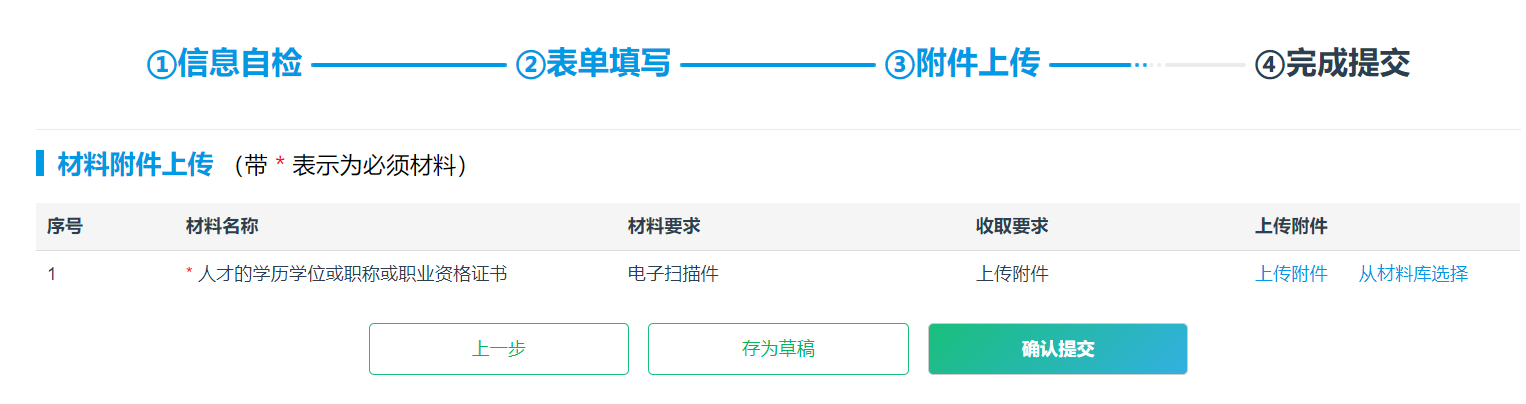 ①信息自检 ②表单填写 ③附件上传 ④完成提交
材料附件上传 （带 * 表示为必须材料）
序号 材料名称 材料要求 收取要求 上传附件
1 * 人才的学历学位或职称或职业资格证书 电子扫描件 上传附件 上传附件 从材料库选择
上一步 存为草稿 确认提交